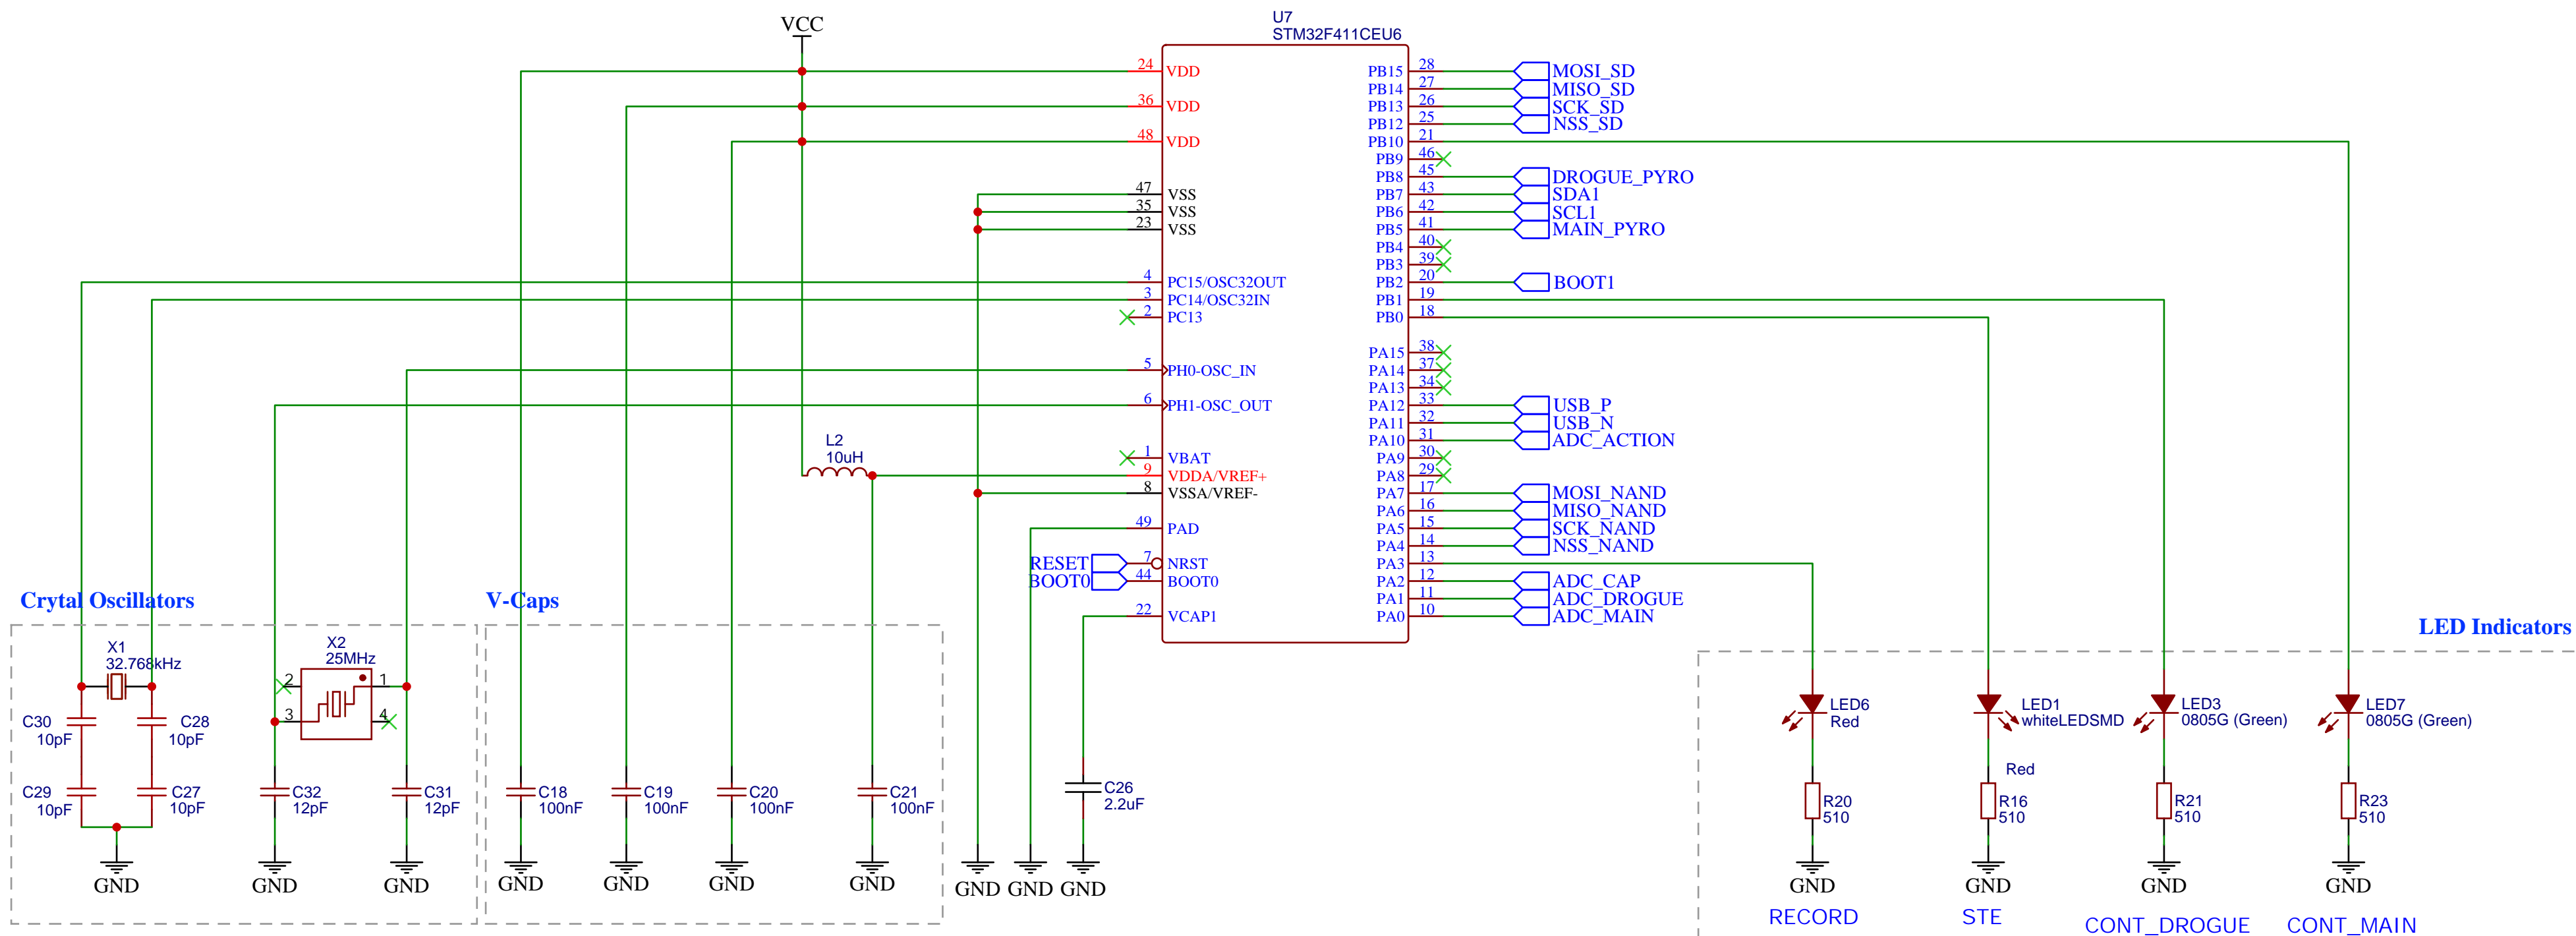 VCC
U7
STM32F411CEU6
24 VDD
36 VDD
48 VDD
47 VSS
35 VSS
23 VSS
4 PC15/OSC32OUT
3 PC14/OSC32IN
2 PC13
5 PH0-OSC_IN
6 PH1-OSC_OUT
1 VBAT
9 VDDA/VREF+
8 VSSA/VREF-
49 PAD
RESET 7 NRST
BOOT0 44 BOOT0
22 VCAP1
L2
10uH
PB15 28 MOSI_SD
PB14 27 MISO_SD
PB13 26 SCK_SD
PB12 25 NSS_SD
PB10 21
PB9 46
PB8 45 DROGUE_PYRO
PB7 43 SDA1
PB6 42 SCL1
PB5 41 MAIN_PYRO
PB4 40
PB3 39
PB2 20 BOOT1
PB1 19
PB0 18
PA15 38
PA14 37
PA13 34
PA12 33 USB_P
PA11 32 USB_N
PA10 31 ADC_ACTION
PA9 30
PA8 29
PA7 17 MOSI_NAND
PA6 16 MISO_NAND
PA5 15 SCK_NAND
PA4 14 NSS_NAND
PA3 13
PA2 12 ADC_CAP
PA1 11 ADC_DROGUE
PA0 10 ADC_MAIN
Crytal Oscillators
X1
32.768kHz
X2
25MHz
2
1
3
4
C30
10pF
C28
10pF
C29
10pF
C27
10pF
C32
12pF
C31
12pF
GND
GND
GND
V-Caps
C18
100nF
C19
100nF
C20
100nF
C21
100nF
GND
GND
GND
GND
C26
2.2uF
GND
GND
GND
LED Indicators
LED6
Red
LED1
whiteLEDSMD
LED3
0805G (Green)
LED7
0805G (Green)
Red
R20
510
R16
510
R21
510
R23
510
GND
GND
GND
GND
RECORD
STE
CONT_DROGUE
CONT_MAIN